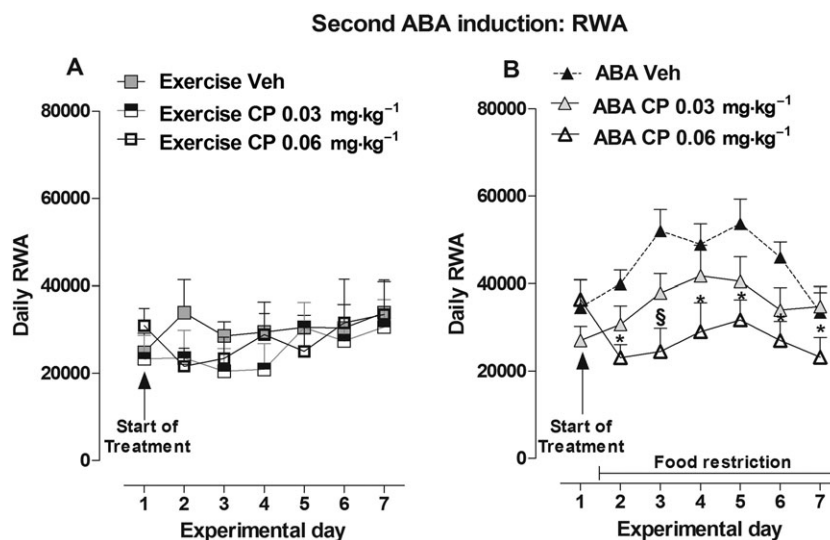 Second ABA induction: RWA
A
Exercise Veh
Exercise CP 0.03 mg·kg⁻¹
Exercise CP 0.06 mg·kg⁻¹
80000
60000
40000
20000
0
Daily RWA
Start of
Treatment
1 2 3 4 5 6 7
Experimental day
B
ABA Veh
ABA CP 0.03 mg·kg⁻¹
ABA CP 0.06 mg·kg⁻¹
80000
60000
40000
20000
0
Daily RWA
* § * * * *
Start of
Treatment
Food restriction
1 2 3 4 5 6 7
Experimental day